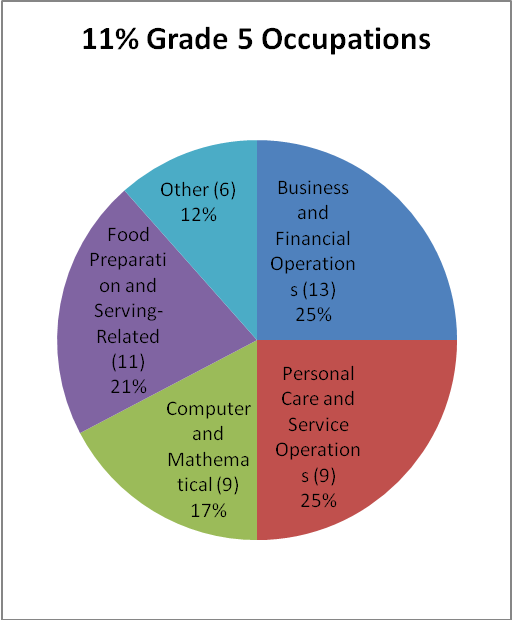 11% Grade 5 Occupations
Business
and
Financial
Operation
s (13)
25%
Personal
Care and
Service
Operation
s (9)
25%
Computer
and
Mathema
tical (9)
17%
Food
Preparati
on and
Serving-
Related
(11)
21%
Other (6)
12%